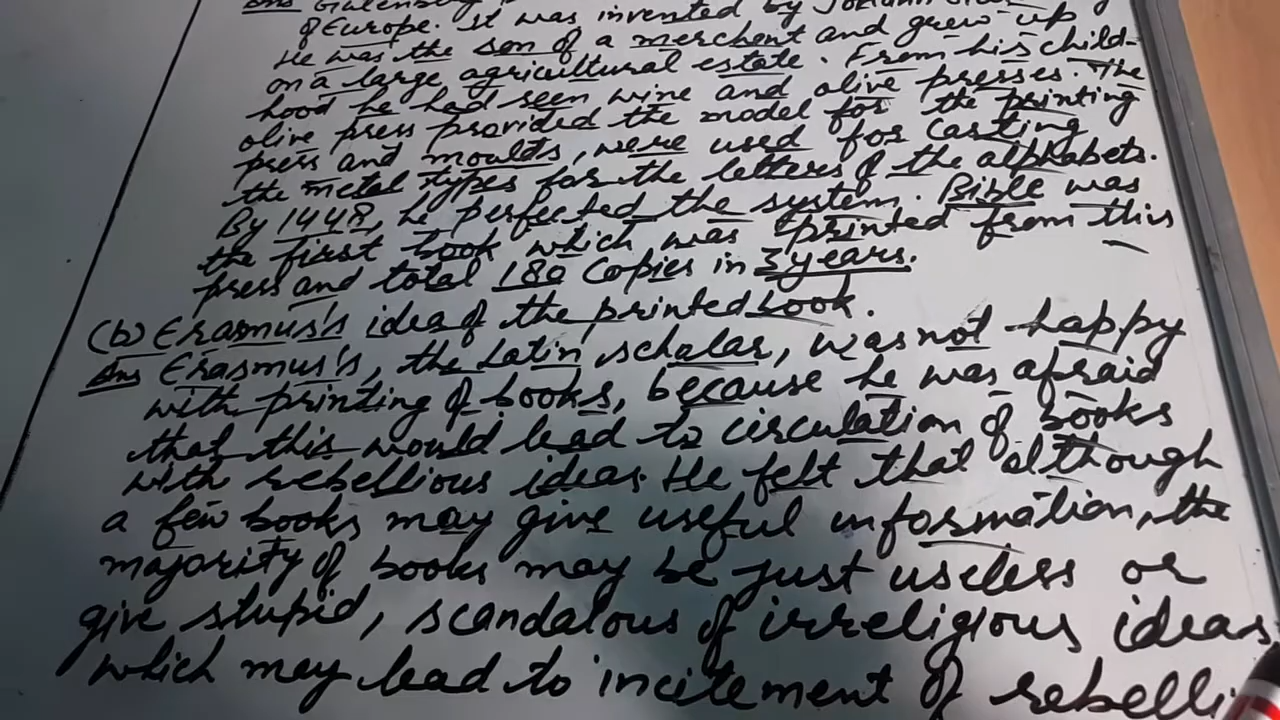 Ans Gutenberg
of Europe. It was invented by Johann
He was the son of a merchant and grew up
on a large agricultural estate. From his child-
hood he had seen wine and olive presses. The
olive press provided the model for the printing
press and moulds, were used for casting
the metal types for the letters of the alphabets.
By 1448, he perfected the system. Bible was
the first book which was printed from this
press and total 180 Copies in 3 years.
(b) Erasmus's idea of the printed book.
Ans Erasmus's, the Latin scholar, was not happy
with printing of books, because he was afraid
that this would lead to circulation of books
with rebellious ideas. He felt that although
a few books may give useful information, the
majority of books may be just useless or
give stupid, scandalous of irreligious ideas
which may lead to incitement of rebelli